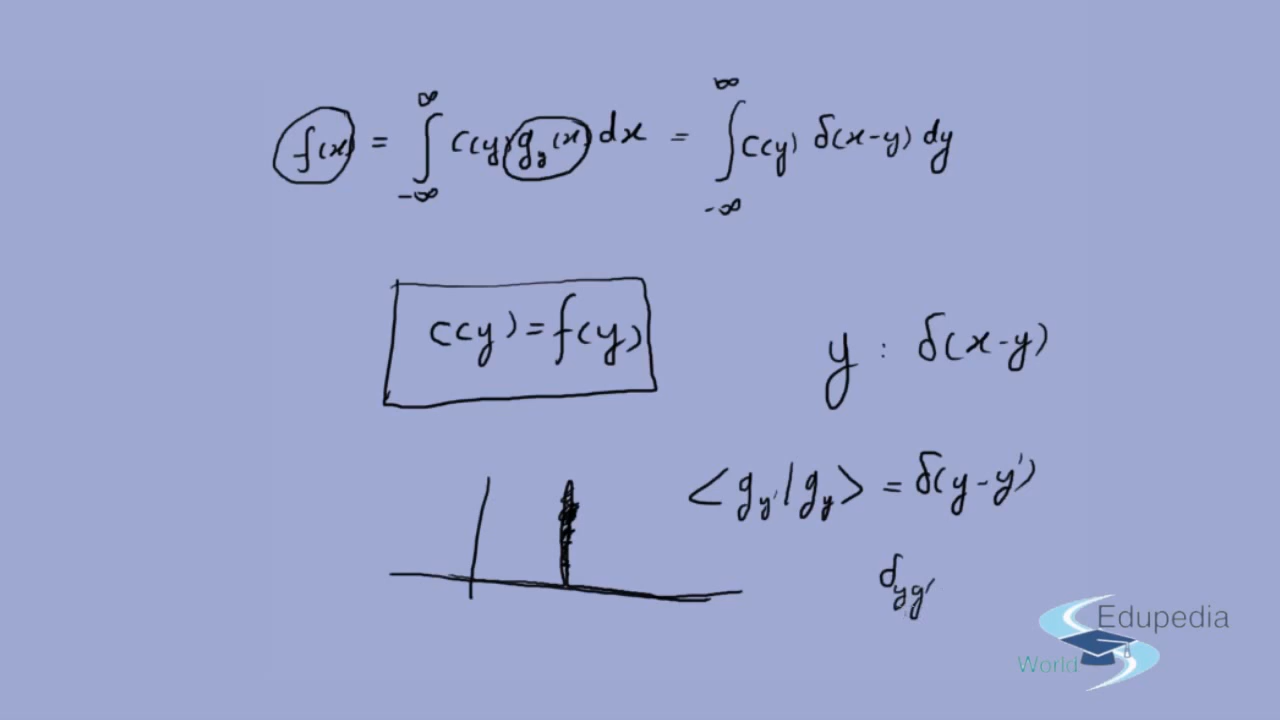 f(x) = ∫_{-∞}^{∞} c(y) g_y(x) dx = ∫_{-∞}^{∞} c(y) δ(x-y) dy
c(y) = f(y)
y : δ(x-y)
<g_{y'}|g_y> = δ(y-y')
δ_{yy'}
Edupedia
World